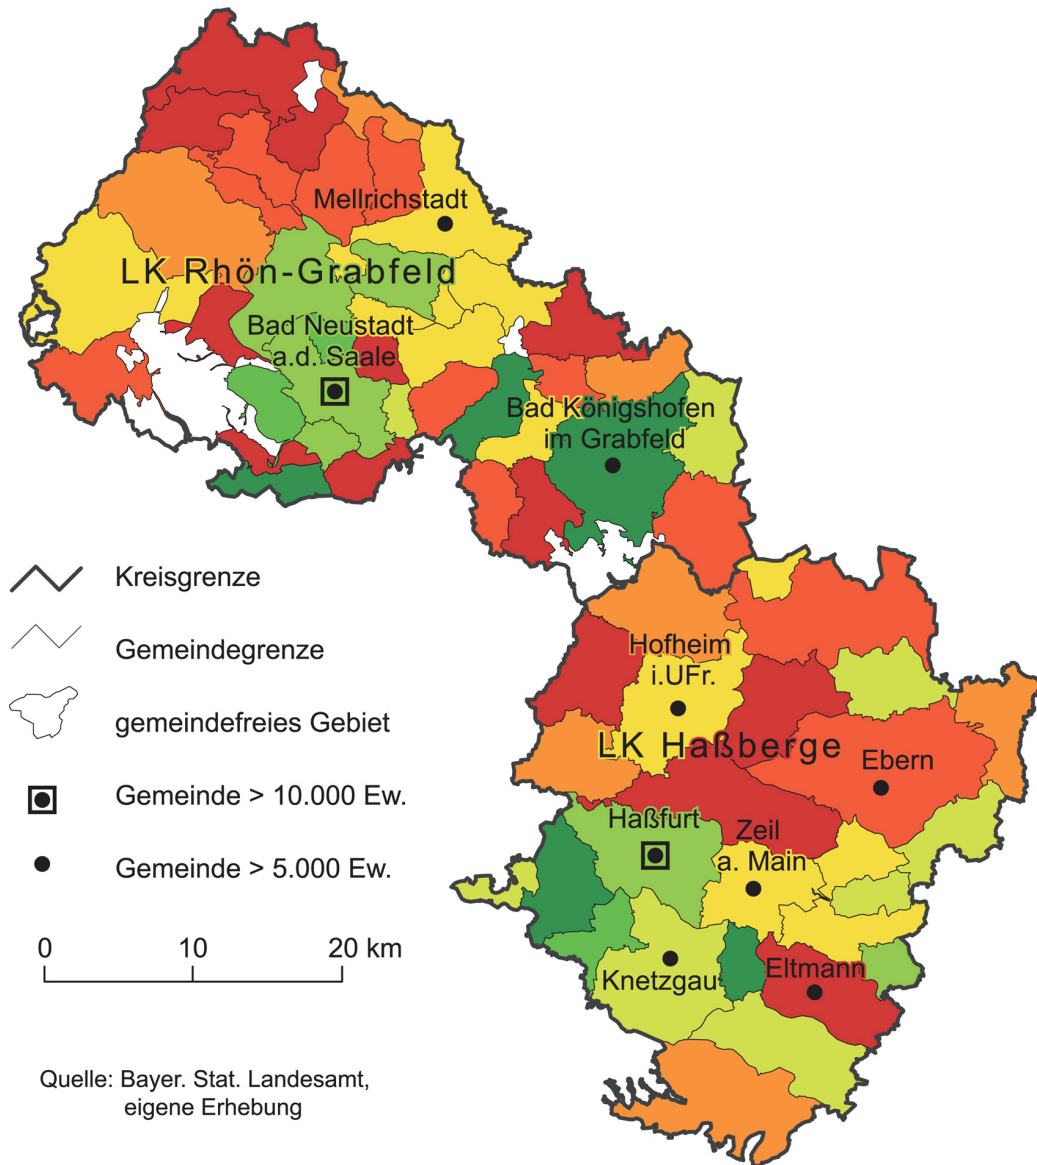 Mellrichstadt
LK Rhön-Grabfeld
Bad Neustadt
a.d. Saale
Bad Königshofen
im Grabfeld
Kreisgrenze
Gemeindegrenze
gemeindefreies Gebiet
Gemeinde > 10.000 Ew.
Gemeinde > 5.000 Ew.
0 10 20 km
Hofheim
i.UFr.
LK Haßberge
Ebern
Haßfurt
Zeil
a. Main
Knetzgau
Eltmann
Quelle: Bayer. Stat. Landesamt,
eigene Erhebung